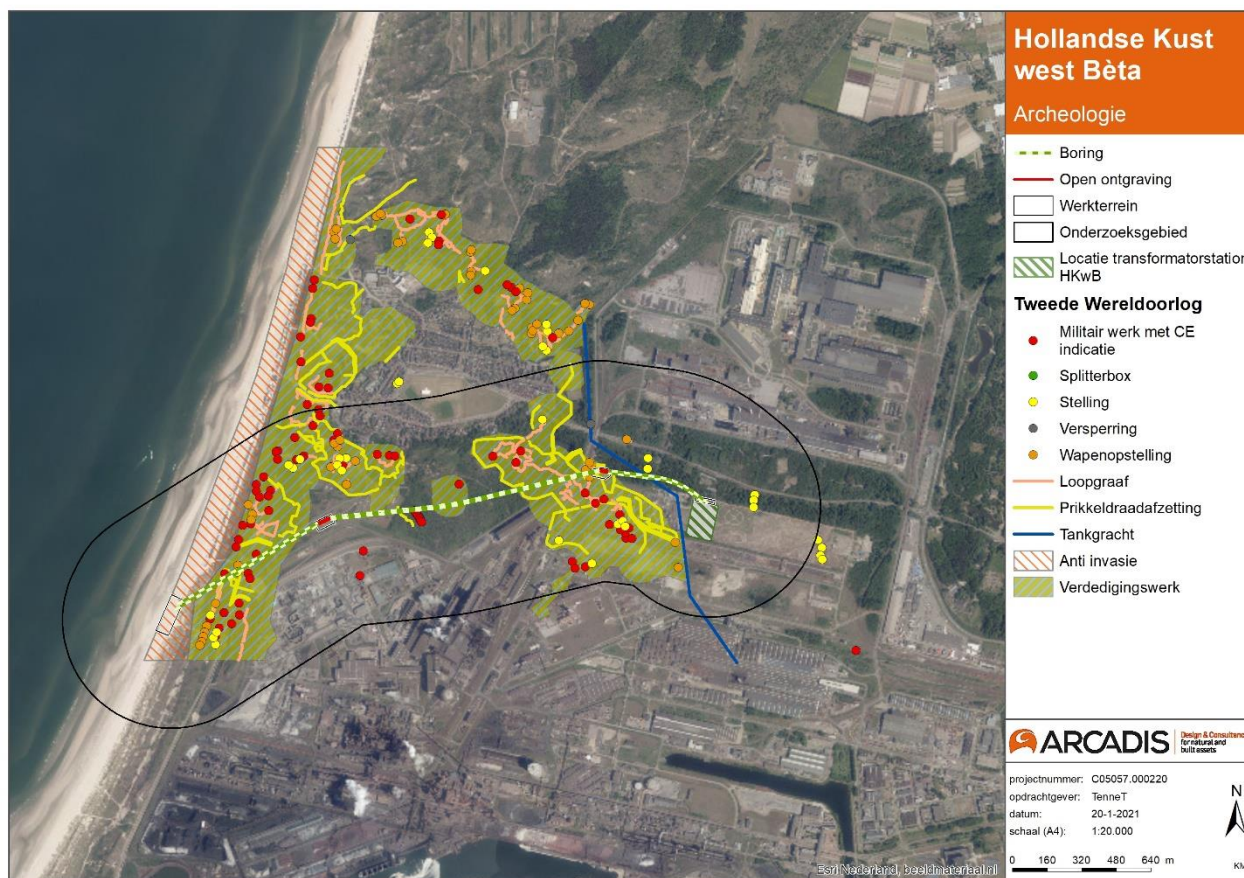 Hollandse Kust
west Bèta
Archeologie
Boring
Open ontgraving
Werkterrein
Onderzoeksgebied
Locatie transformatorstation
HKwB
Tweede Wereldoorlog
Militair werk met CE
indicatie
Splitterbox
Stelling
Versperring
Wapenopstelling
Loopgraaf
Prikkeldraadafzetting
Tankgracht
Anti invasie
Verdedigingswerk
ARCADIS Design & Consultancy
for natural and
built assets
projectnummer: C05057.000220
opdrachtgever: TenneT
datum: 20-1-2021
schaal (A4): 1:20.000
N
0 160 320 480 640 m
KM
Esri Nederland, beeldmateriaal.nl